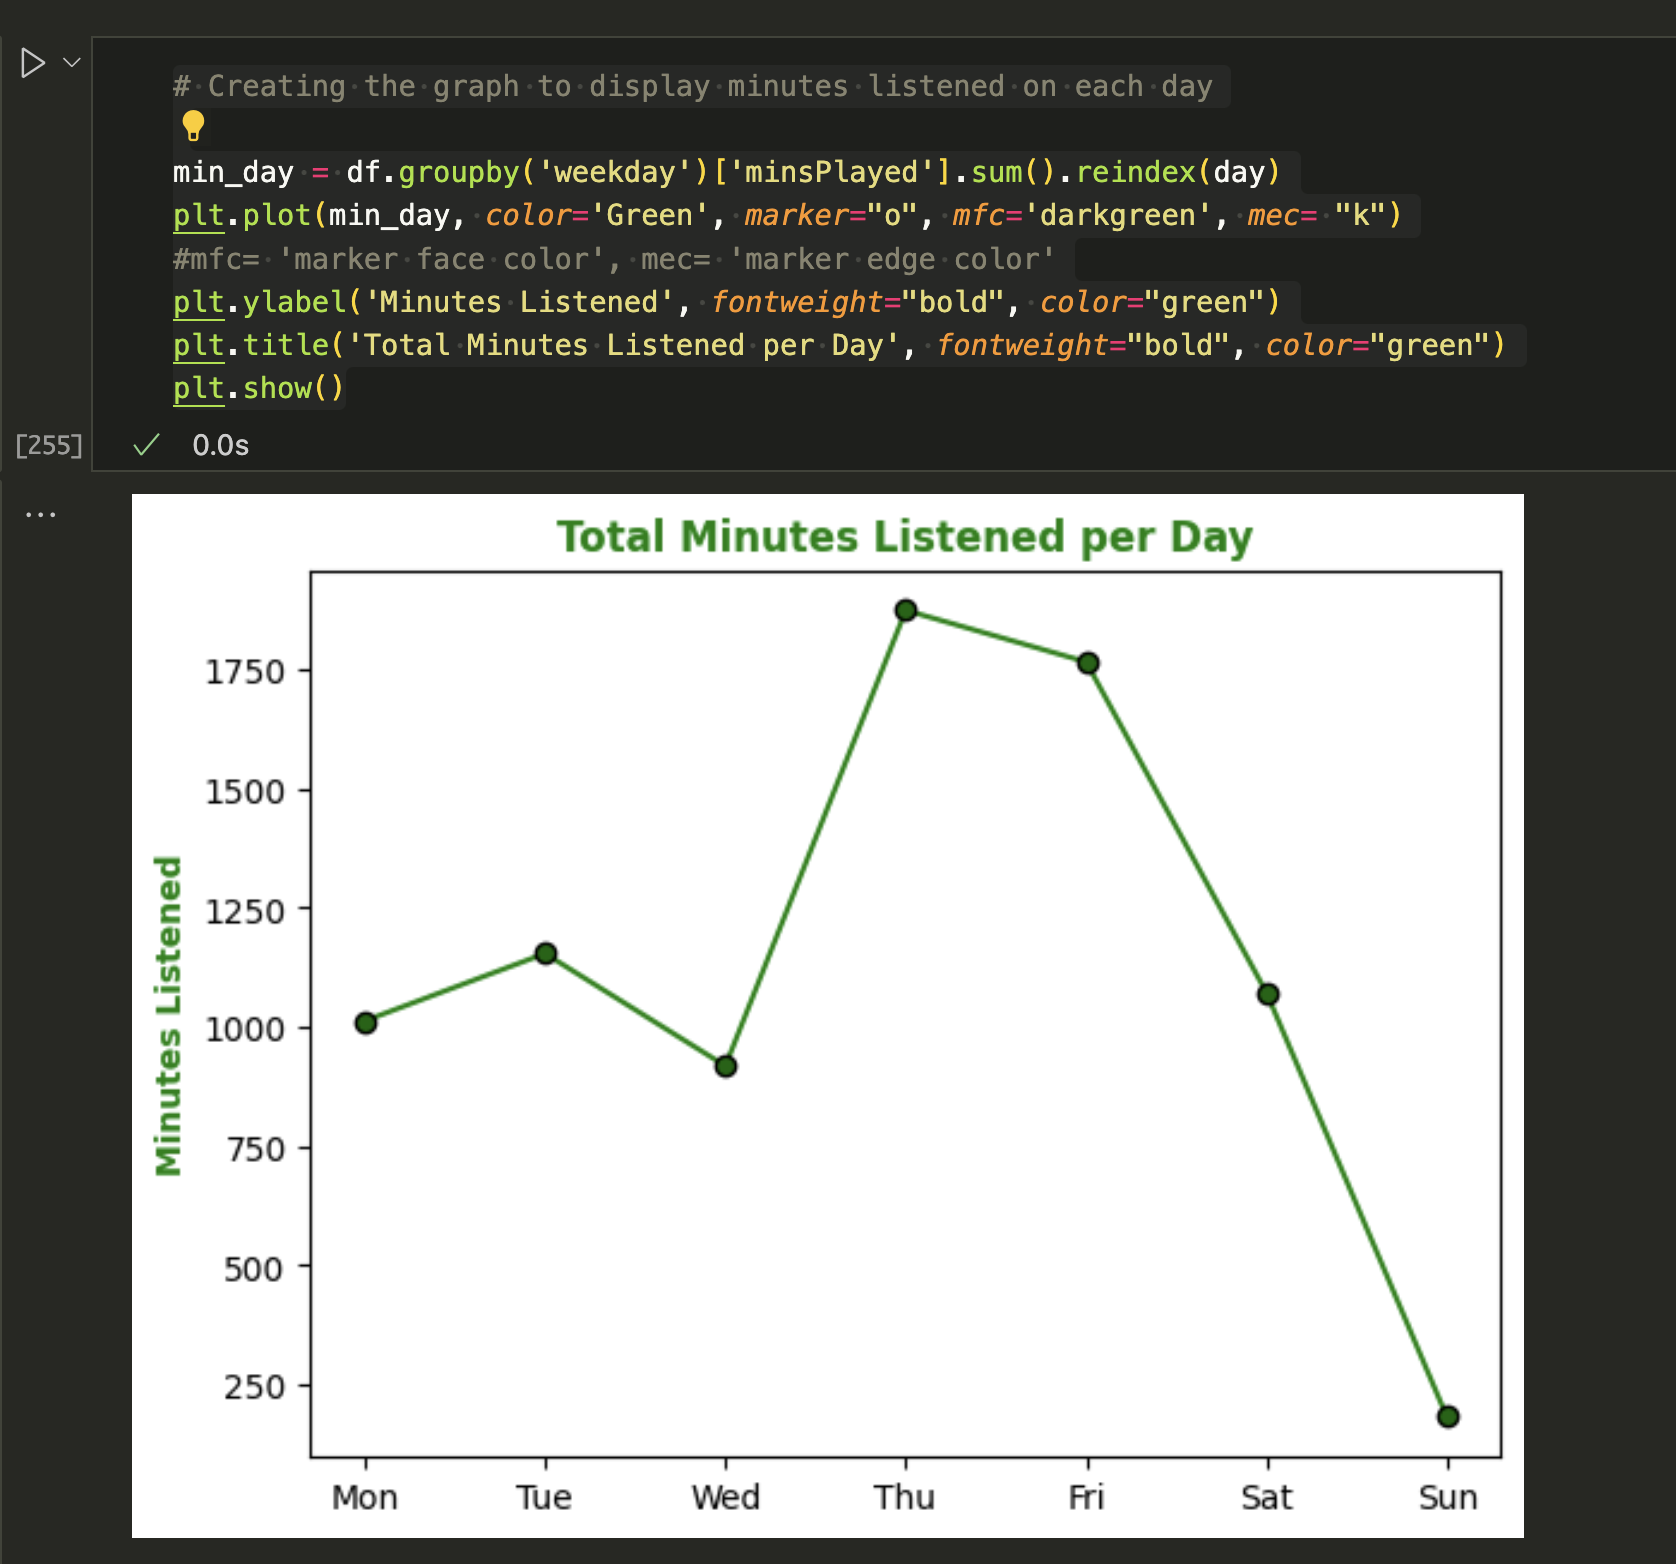 # Creating the graph to display minutes listened on each day
min_day = df.groupby('weekday')['minsPlayed'].sum().reindex(day)
plt.plot(min_day, color='Green', marker="o", mfc='darkgreen', mec= "k")
#mfc= 'marker face color', mec= 'marker edge color'
plt.ylabel('Minutes Listened', fontweight="bold", color="green")
plt.title('Total Minutes Listened per Day', fontweight="bold", color="green")
plt.show()
[255]
0.0s
...
Total Minutes Listened per Day
Minutes Listened
1750
1500
1250
1000
750
500
250
Mon Tue Wed Thu Fri Sat Sun